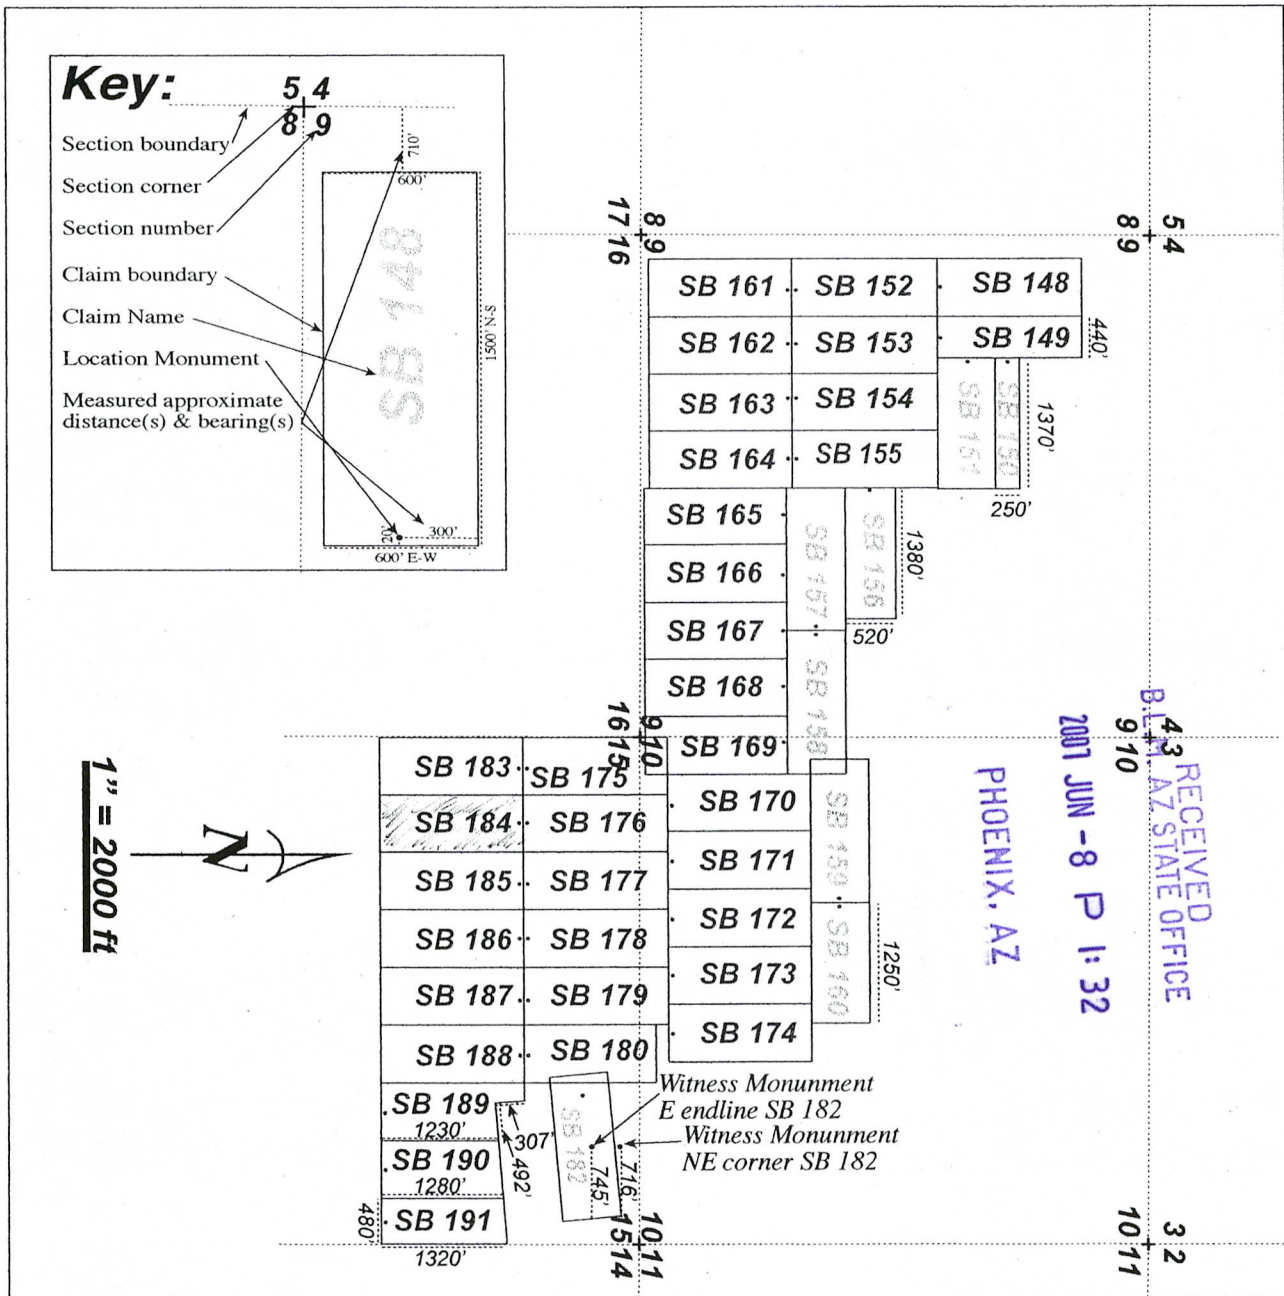 Key:
5 4
8 9
Section boundary
Section corner
Section number
Claim boundary
Claim Name
Location Monument
Measured approximate
distance(s) & bearing(s)
710'
600'
SB 148
1500' N-S
20'
300'
600' E-W
8 9
17 16
5 4
8 9
SB 161
SB 152
SB 148
SB 162
SB 153
SB 149
440'
SB 163
SB 154
SB 151
SB 150
1370'
SB 164
SB 155
250'
SB 165
SB 157
SB 156
1380'
SB 166
SB 167
520'
SB 168
SB 158
SB 169
9 10
16 15
4 3
9 10
RECEIVED
B.L.M. AZ STATE OFFICE
2007 JUN -8 P 1:32
PHOENIX, AZ
SB 183
SB 175
SB 170
SB 159
SB 184
SB 176
SB 171
SB 185
SB 177
SB 172
SB 160
1250'
SB 186
SB 178
SB 173
SB 187
SB 179
SB 174
SB 188
SB 180
N
1" = 2000 ft
SB 189
1230'
307'
492'
SB 182
Witness Monunment
E endline SB 182
Witness Monunment
NE corner SB 182
745'
716'
SB 190
1280'
SB 191
480'
1320'
10 11
15 14
3 2
10 11